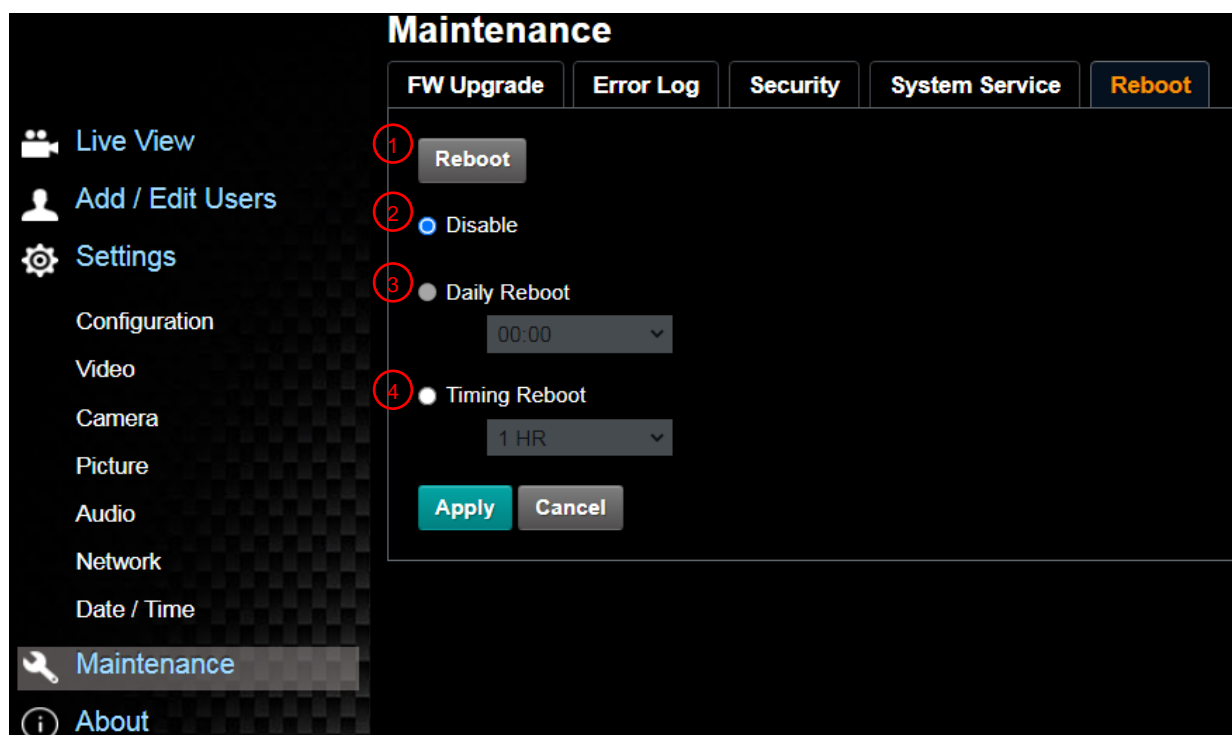 Maintenance
FW Upgrade Error Log Security System Service Reboot
Live View
Add / Edit Users
Settings
Configuration
Video
Camera
Picture
Audio
Network
Date / Time
Maintenance
About
1 Reboot
2 Disable
3 Daily Reboot
00:00
4 Timing Reboot
1 HR
Apply Cancel